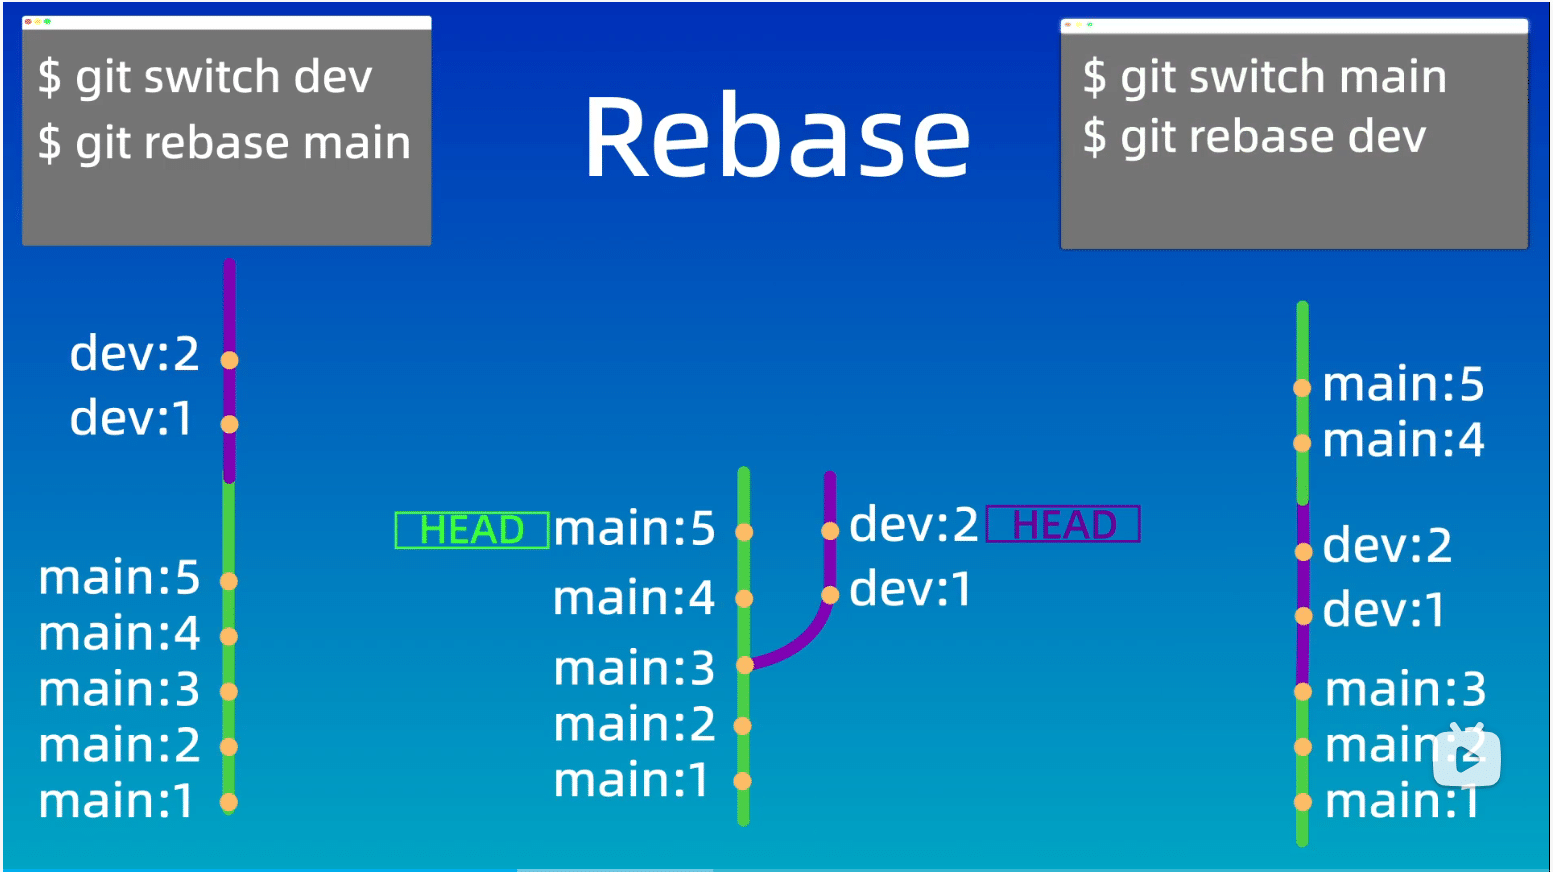 $ git switch dev
$ git rebase main
Rebase
$ git switch main
$ git rebase dev
dev:2
dev:1
main:5
main:4
main:3
main:2
main:1
HEAD main:5
main:4
main:3
main:2
main:1
dev:2 HEAD
dev:1
main:5
main:4
dev:2
dev:1
main:3
main:2
main:1